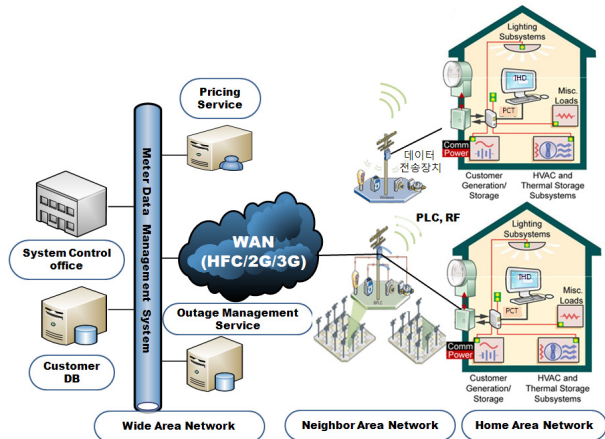 Pricing
Service
Meter Data Management System
System Control
office
WAN
(HFC/2G/3G)
Outage Management
Service
Customer
DB
Wide Area Network
데이터
전송장치
PLC, RF
Neighbor Area Network
Lighting
Subsystems
IHD
Misc.
Loads
PCT
Comm
Power
Customer
Generation/
Storage
HVAC and
Thermal Storage
Subsystems
Lighting
Subsystems
IHD
Misc.
Loads
PCT
Comm
Power
Customer
Generation/
Storage
HVAC and
Thermal Storage
Subsystems
Home Area Network